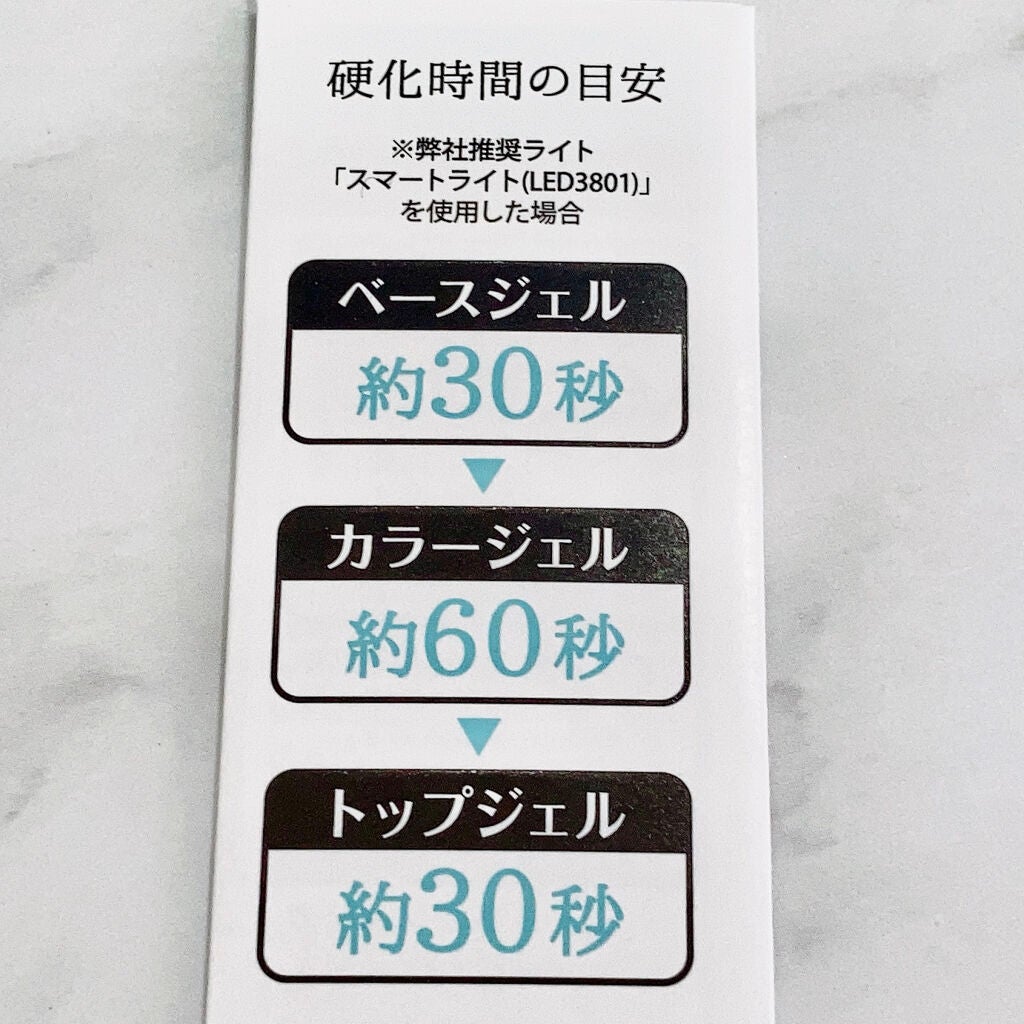 硬化時間の目安
※弊社推奨ライト
「スマートライト(LED3801)」
を使用した場合
ベースジェル
約30秒
カラージェル
約60秒
トップジェル
約30秒